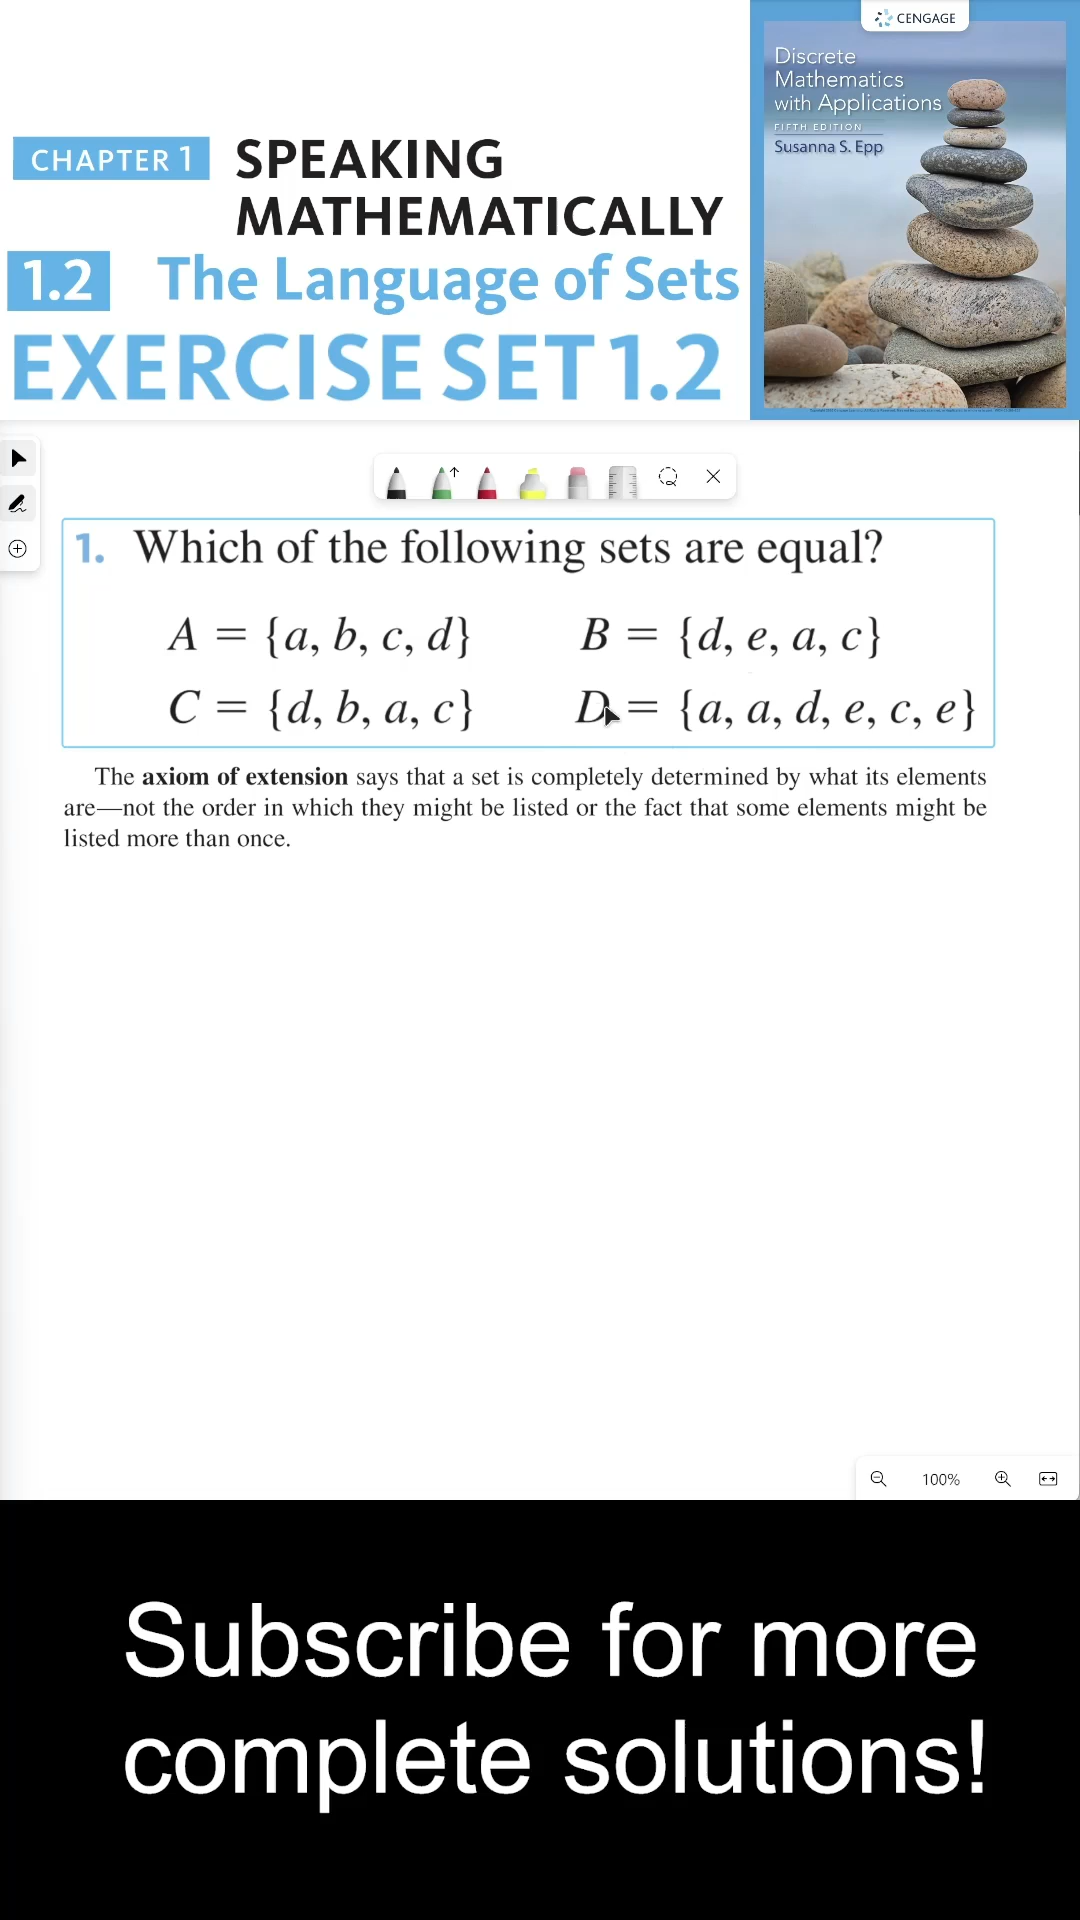 CENGAGE
Discrete
Mathematics
with Applications
FIFTH EDITION
Susanna S. Epp
CHAPTER 1 SPEAKING
MATHEMATICALLY
1.2 The Language of Sets
EXERCISE SET 1.2
1. Which of the following sets are equal?
A = {a, b, c, d} B = {d, e, a, c}
C = {d, b, a, c} D = {a, a, d, e, c, e}
The axiom of extension says that a set is completely determined by what its elements
are—not the order in which they might be listed or the fact that some elements might be
listed more than once.
100%
Subscribe for more
complete solutions!